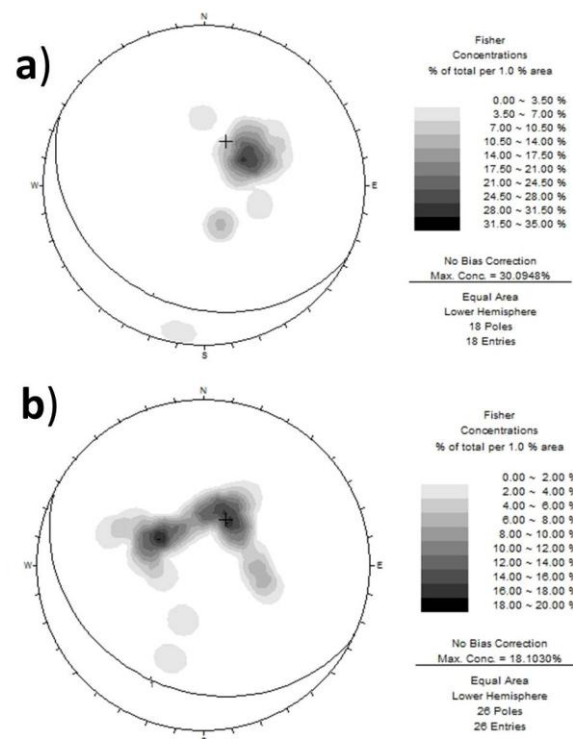 a)
N
W
E
S
Fisher
Concentrations
% of total per 1.0 % area
0.00 ~ 3.50 %
3.50 ~ 7.00 %
7.00 ~ 10.50 %
10.50 ~ 14.00 %
14.00 ~ 17.50 %
17.50 ~ 21.00 %
21.00 ~ 24.50 %
24.50 ~ 28.00 %
28.00 ~ 31.50 %
31.50 ~ 35.00 %
No Bias Correction
Max. Conc. = 30.0948%
Equal Area
Lower Hemisphere
18 Poles
18 Entries
b)
N
W
E
Fisher
Concentrations
% of total per 1.0 % area
0.00 ~ 2.00 %
2.00 ~ 4.00 %
4.00 ~ 6.00 %
6.00 ~ 8.00 %
8.00 ~ 10.00 %
10.00 ~ 12.00 %
12.00 ~ 14.00 %
14.00 ~ 16.00 %
16.00 ~ 18.00 %
18.00 ~ 20.00 %
No Bias Correction
Max. Conc. = 18.1030%
Equal Area
Lower Hemisphere
26 Poles
26 Entries